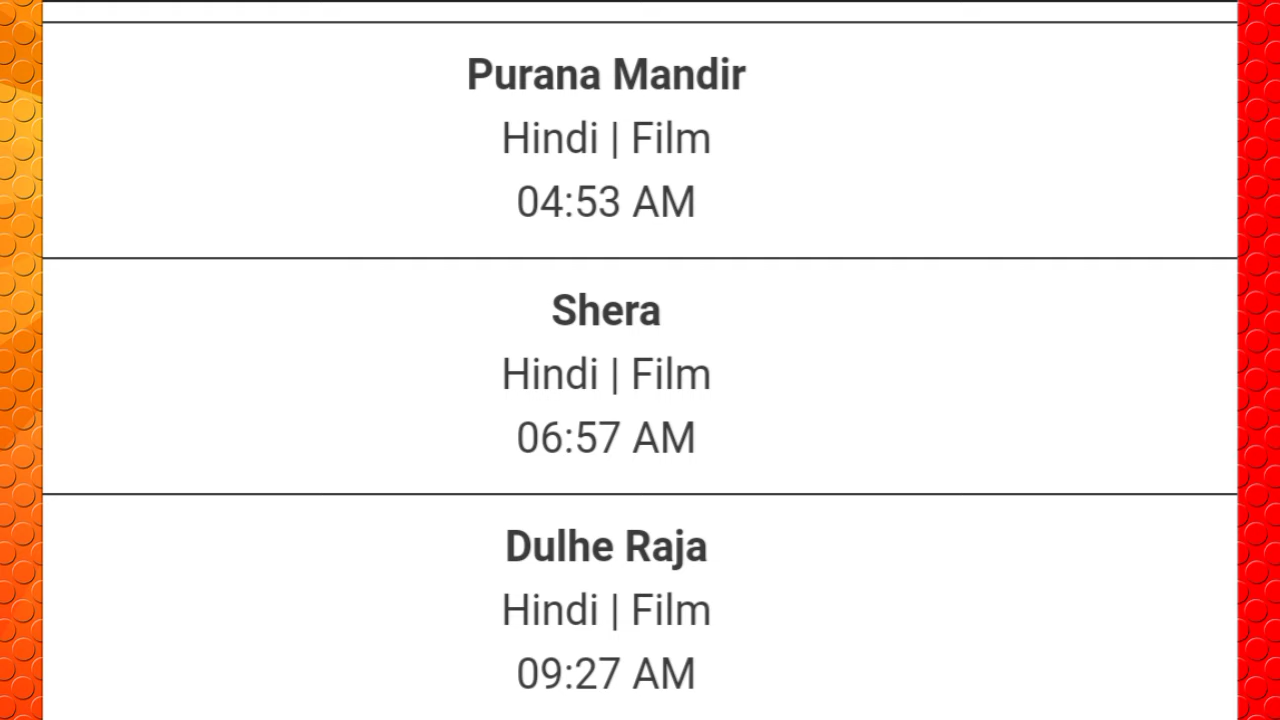 Purana Mandir
Hindi | Film
04:53 AM
Shera
Hindi | Film
06:57 AM
Dulhe Raja
Hindi | Film
09:27 AM